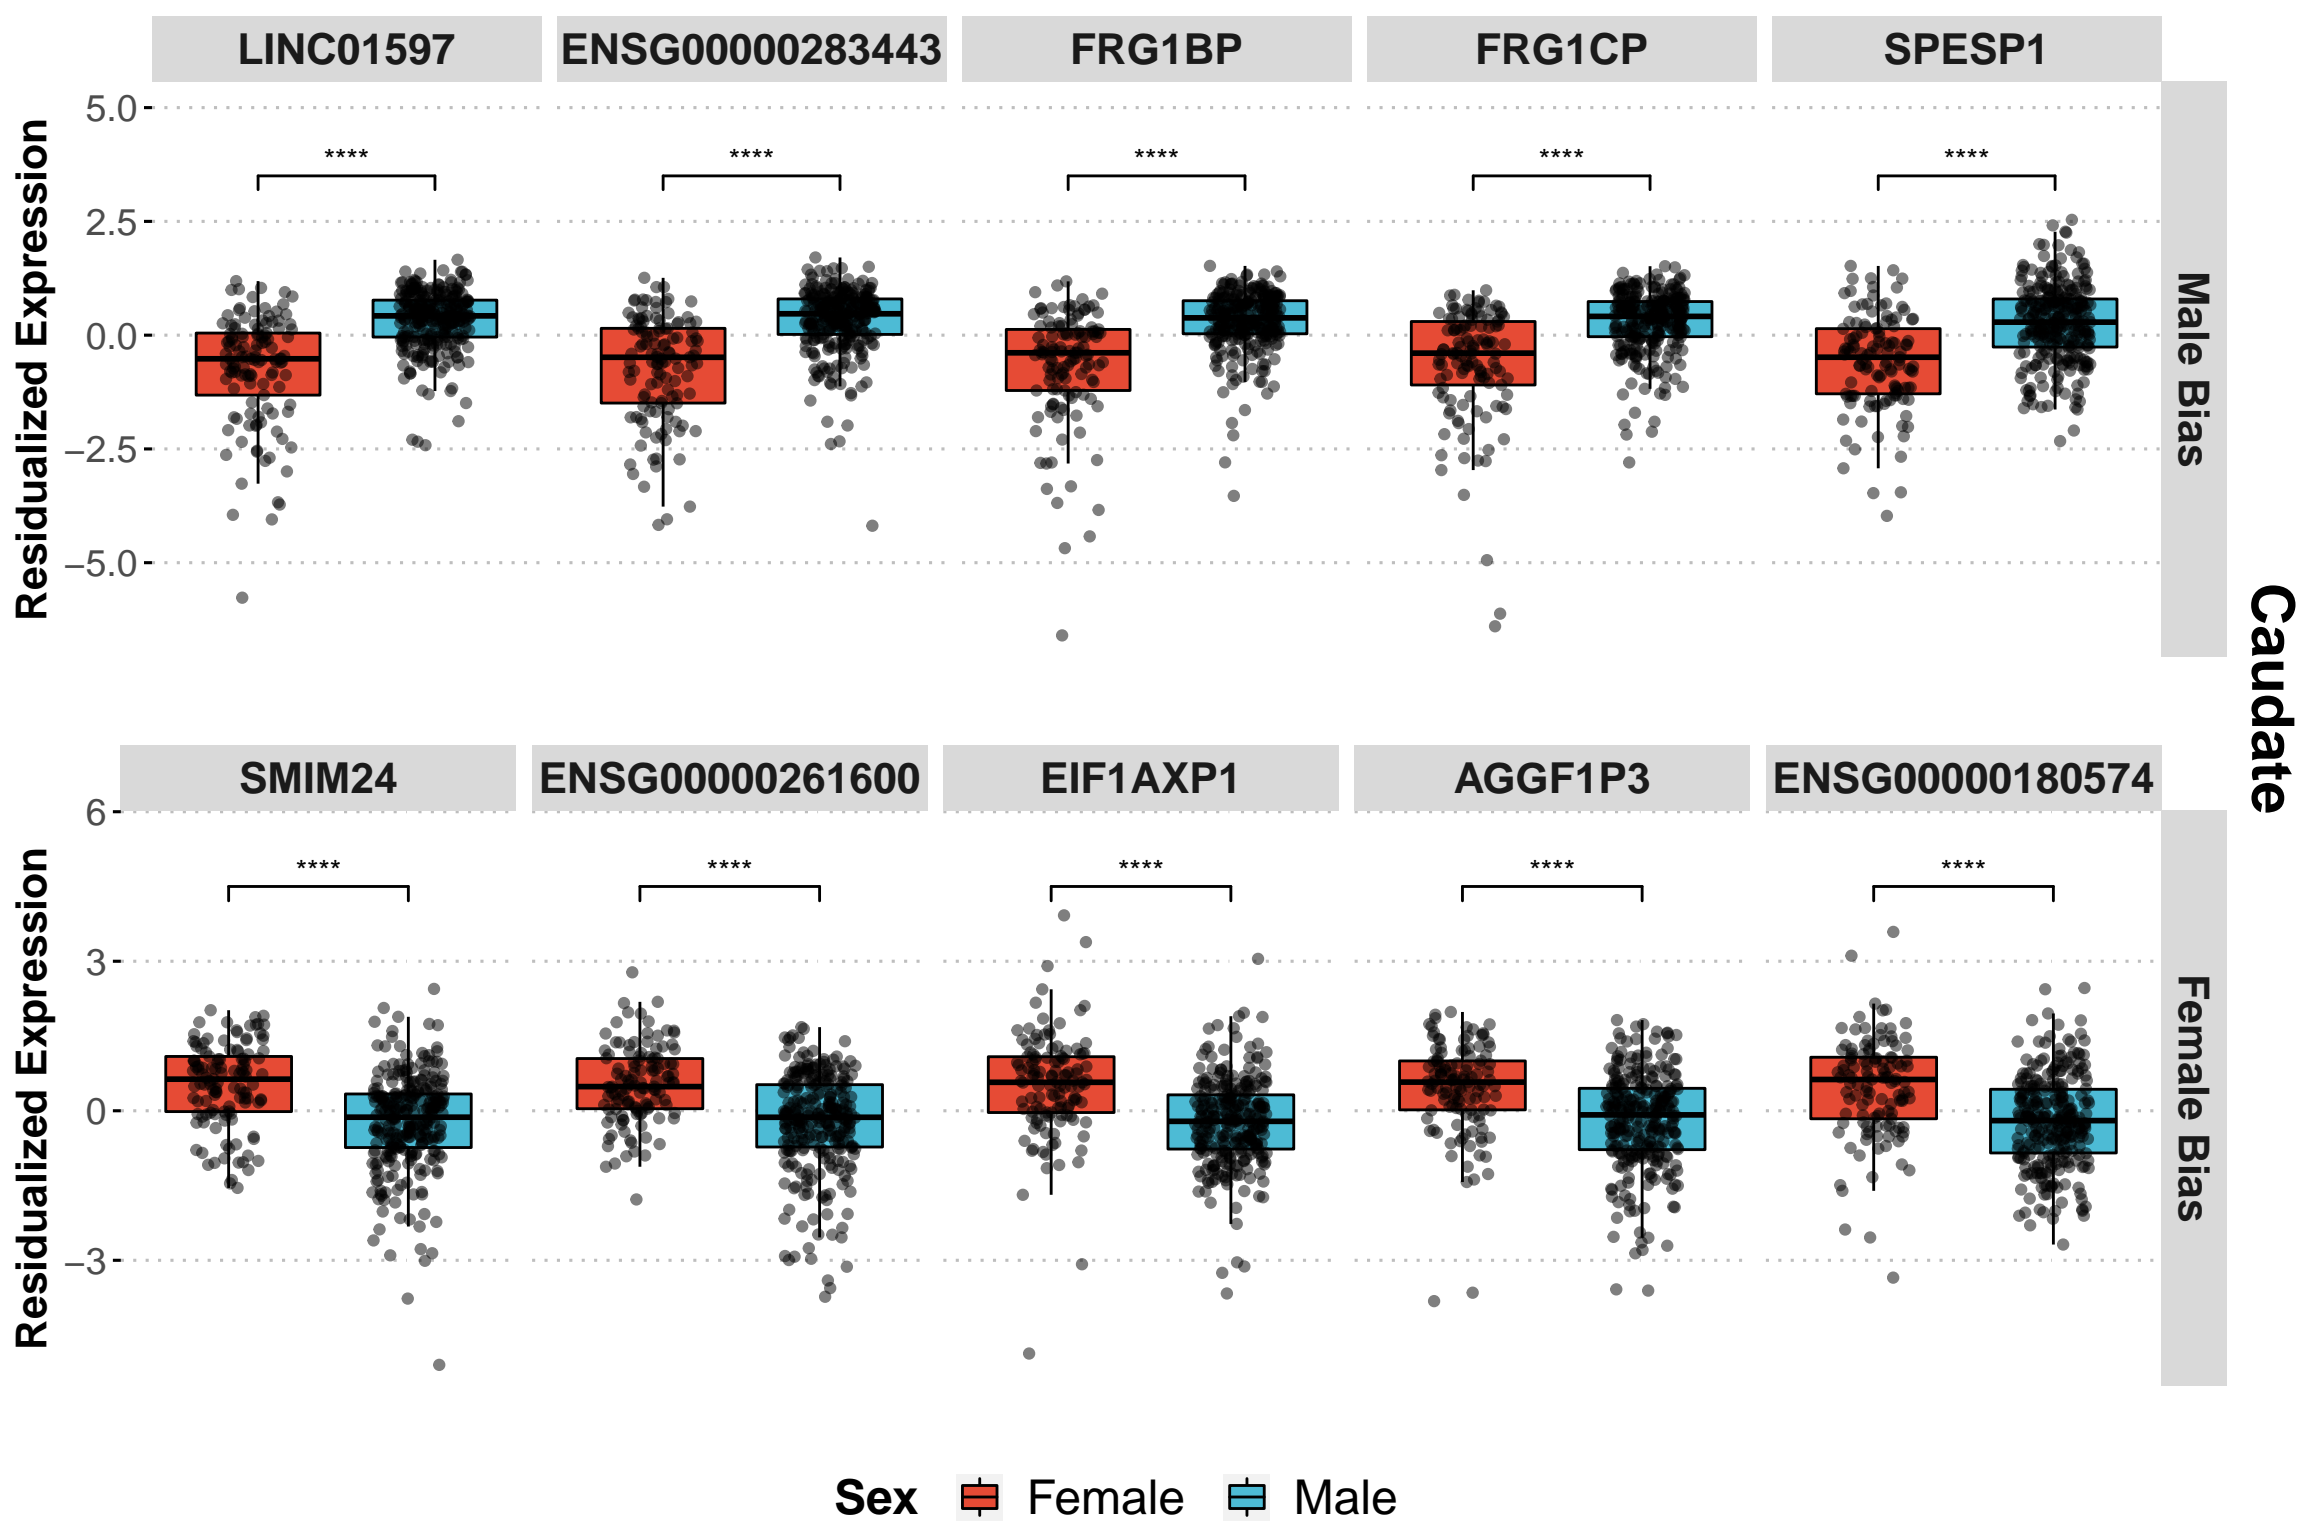 LINC01597 ENSG00000283443 FRG1BP FRG1CP SPESP1
Residualized Expression
5.0
2.5
0.0
−2.5
−5.0
**** **** **** **** ****
Male Bias
Caudate
SMIM24 ENSG00000261600 EIF1AXP1 AGGF1P3 ENSG00000180574
Residualized Expression
6
3
0
−3
**** **** **** **** ****
Female Bias
Sex Female Male